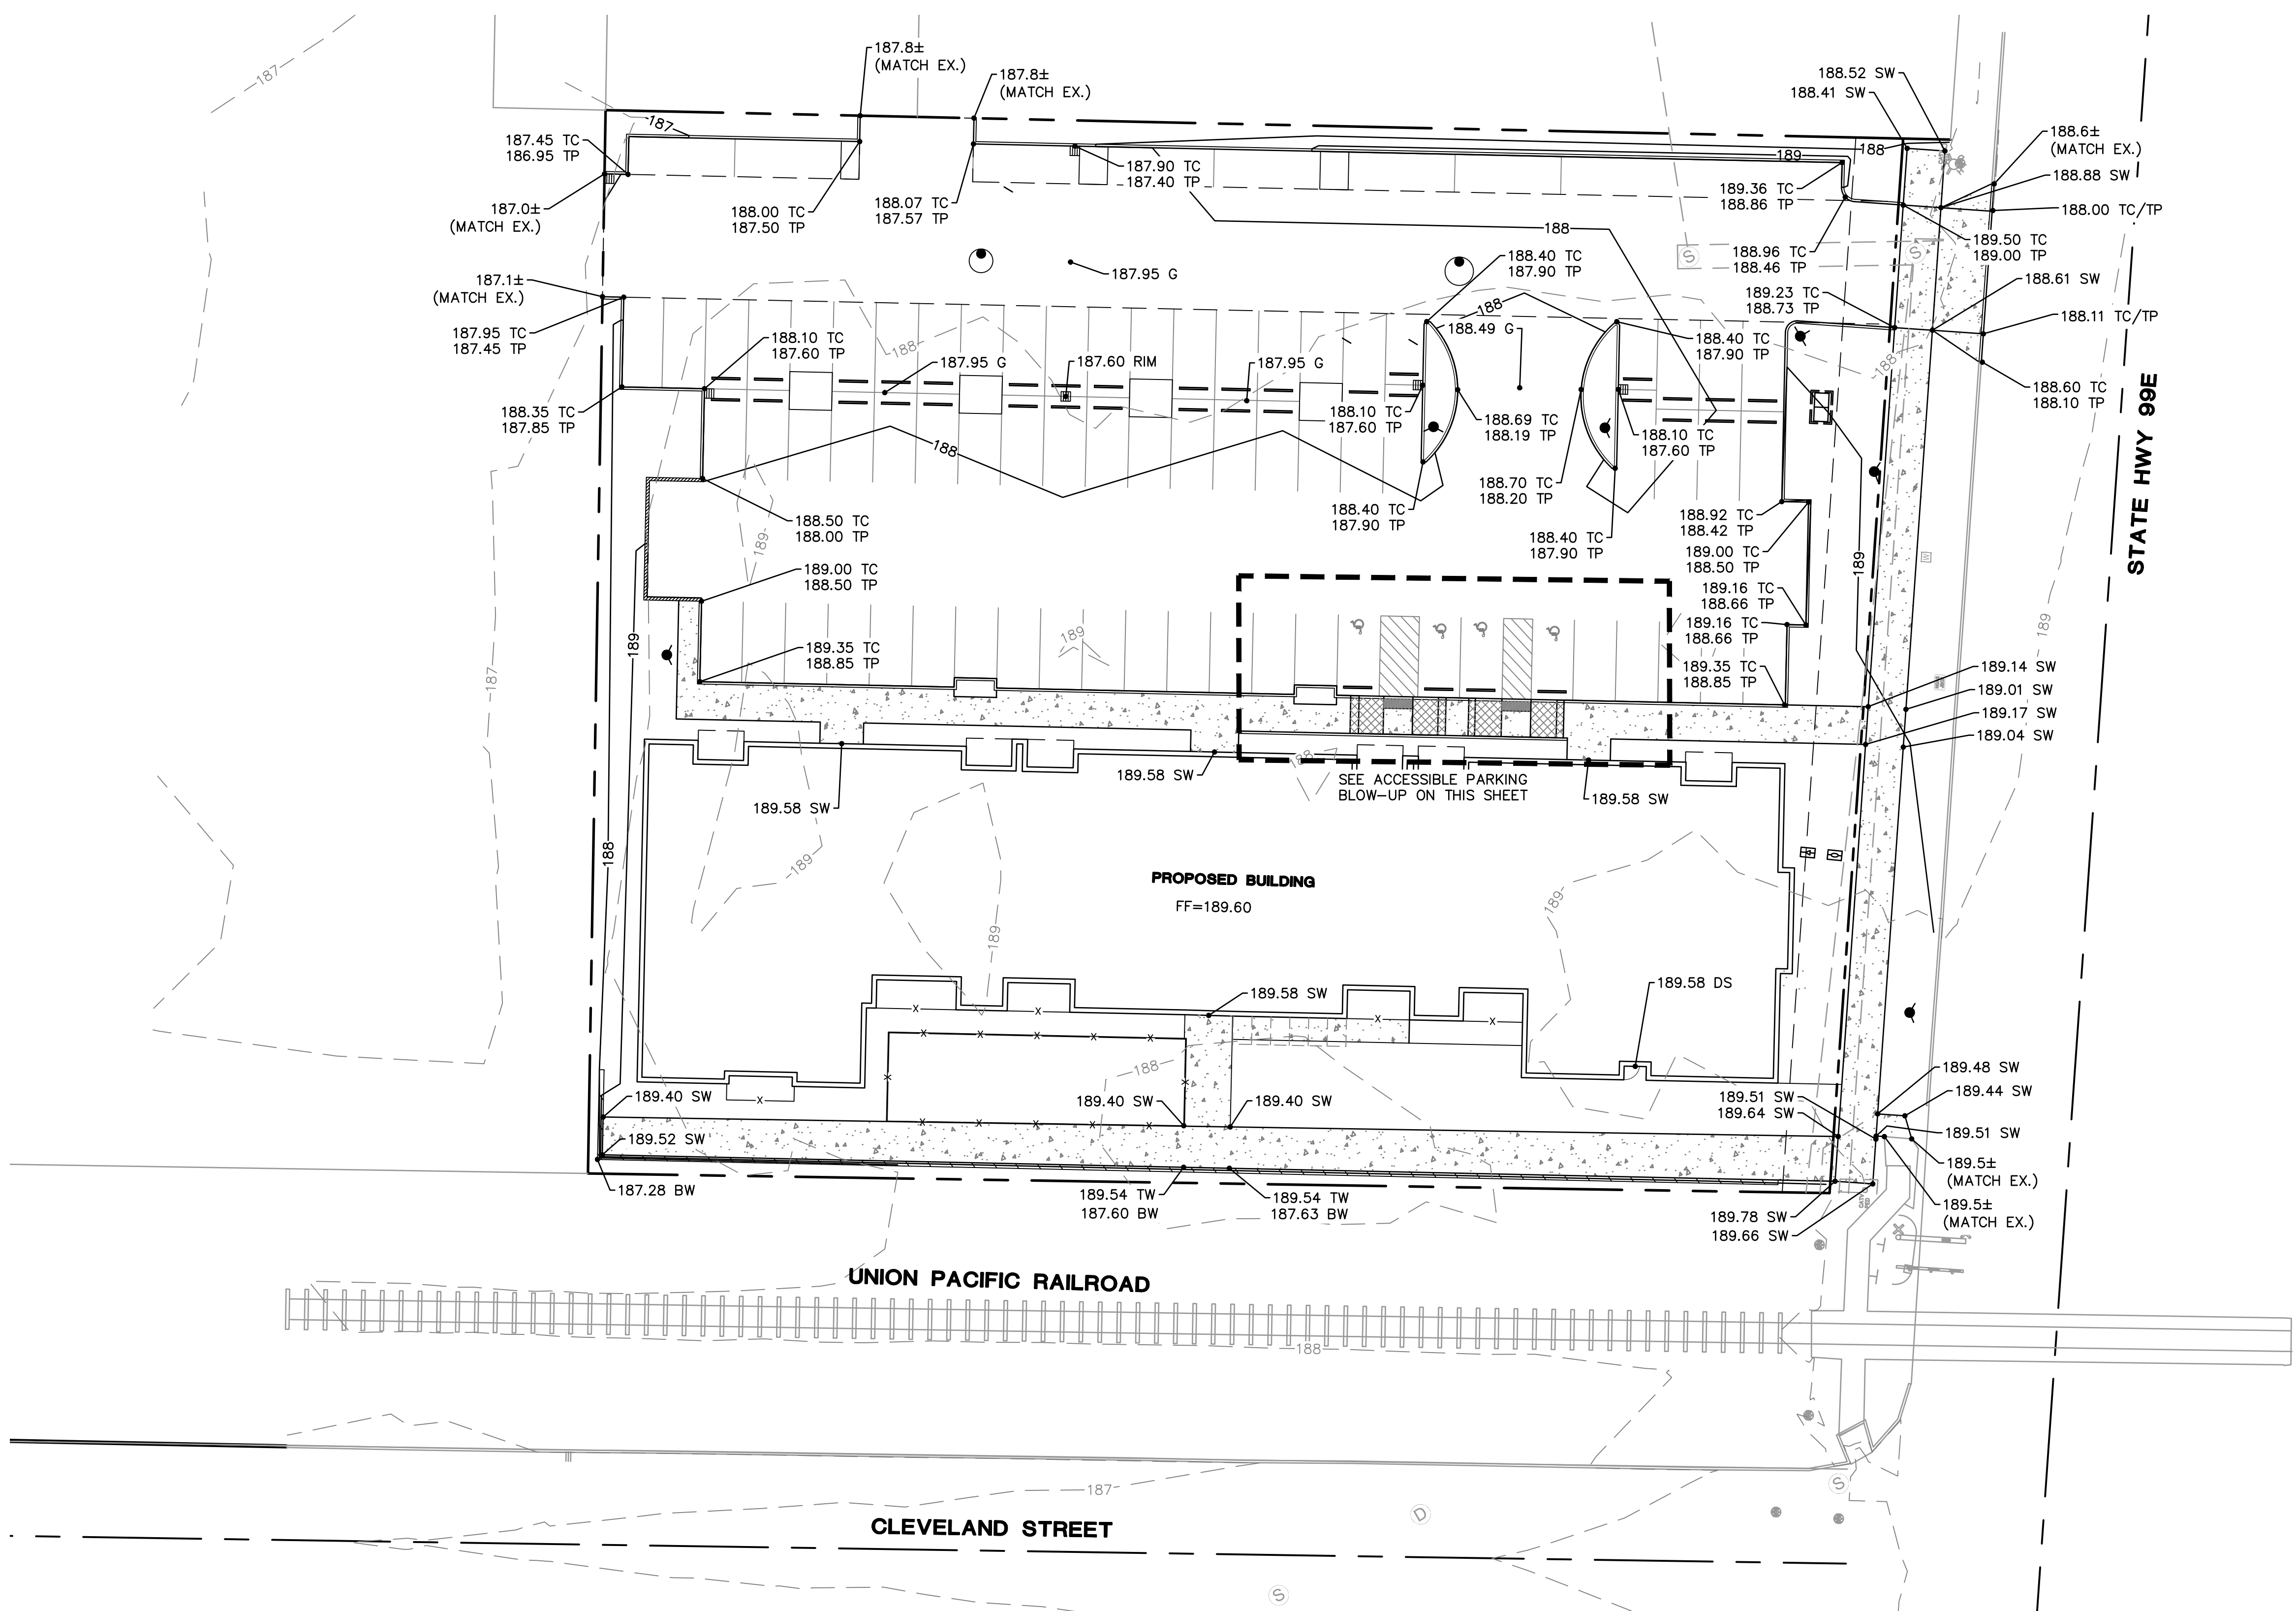 187.8±
(MATCH EX.)
187.8±
(MATCH EX.)
188.52 SW
188.41 SW
187
187
187.45 TC
186.95 TP
187.90 TC
187.40 TP
188
189
188.6±
(MATCH EX.)
188.88 SW
187.0±
(MATCH EX.)
188.00 TC
187.50 TP
188.07 TC
187.57 TP
189.36 TC
188.86 TP
188.00 TC/TP
188
188.96 TC
188.46 TP
189.50 TC
189.00 TP
S
S
187.95 G
188.40 TC
187.90 TP
188.61 SW
187.1±
(MATCH EX.)
189.23 TC
188.73 TP
188
187.95 TC
187.45 TP
188.10 TC
187.60 TP
188
188.49 G
188.40 TC
187.90 TP
188.11 TC/TP
187.95 G
187.60 RIM
187.95 G
188
188.60 TC
188.10 TP
188.35 TC
187.85 TP
188.10 TC
187.60 TP
188.69 TC
188.19 TP
188.10 TC
187.60 TP
STATE HWY 99E
188
188.50 TC
188.00 TP
188.40 TC
187.90 TP
188.70 TC
188.20 TP
188.40 TC
187.90 TP
188.92 TC
188.42 TP
189.00 TC
188.50 TP
189
189
W
189.00 TC
188.50 TP
189.16 TC
188.66 TP
189.16 TC
188.66 TP
189
189
189
187
189.35 TC
188.85 TP
189.35 TC
188.85 TP
189.14 SW
189.01 SW
189.17 SW
189.04 SW
188
189.58 SW
189.58 SW
SEE ACCESSIBLE PARKING
BLOW-UP ON THIS SHEET
189.58 SW
188
189
PROPOSED BUILDING
FF=189.60
189
189
189.58 SW
189.58 DS
188
189.40 SW
189.40 SW
189.40 SW
189.51 SW
189.64 SW
189.48 SW
189.44 SW
189.52 SW
189.51 SW
189.5±
(MATCH EX.)
187.28 BW
189.54 TW
187.60 BW
189.54 TW
187.63 BW
189.5±
(MATCH EX.)
189.78 SW
189.66 SW
UNION PACIFIC RAILROAD
188
187
D
S
CLEVELAND STREET
S